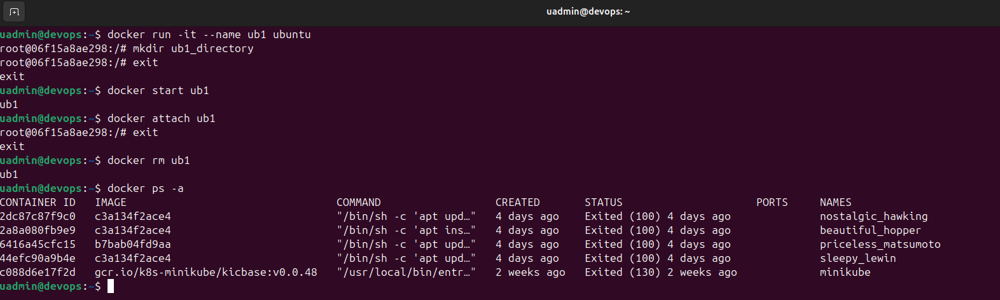 uadmin@devops: ~
uadmin@devops:~$ docker run -it --name ub1 ubuntu
root@06f15a8ae298:/# mkdir ub1_directory
root@06f15a8ae298:/# exit
exit
uadmin@devops:~$ docker start ub1
ub1
uadmin@devops:~$ docker attach ub1
root@06f15a8ae298:/# exit
exit
uadmin@devops:~$ docker rm ub1
ub1
uadmin@devops:~$ docker ps -a
CONTAINER ID   IMAGE                                 COMMAND                  CREATED       STATUS                     PORTS     NAMES
2dc87c87f9c0   c3a134f2ace4                          "/bin/sh -c 'apt upd…"   4 days ago    Exited (100) 4 days ago              nostalgic_hawking
2a8a080fb9e9   c3a134f2ace4                          "/bin/sh -c 'apt ins…"   4 days ago    Exited (100) 4 days ago              beautiful_hopper
6416a45cfc15   b7bab04fd9aa                          "/bin/sh -c 'apt upd…"   4 days ago    Exited (100) 4 days ago              priceless_matsumoto
44efc90a9b4e   c3a134f2ace4                          "/bin/sh -c 'apt upd…"   4 days ago    Exited (100) 4 days ago              sleepy_lewin
c088d6e17f2d   gcr.io/k8s-minikube/kicbase:v0.0.48   "/usr/local/bin/entr…"   2 weeks ago   Exited (130) 2 weeks ago             minikube
uadmin@devops:~$